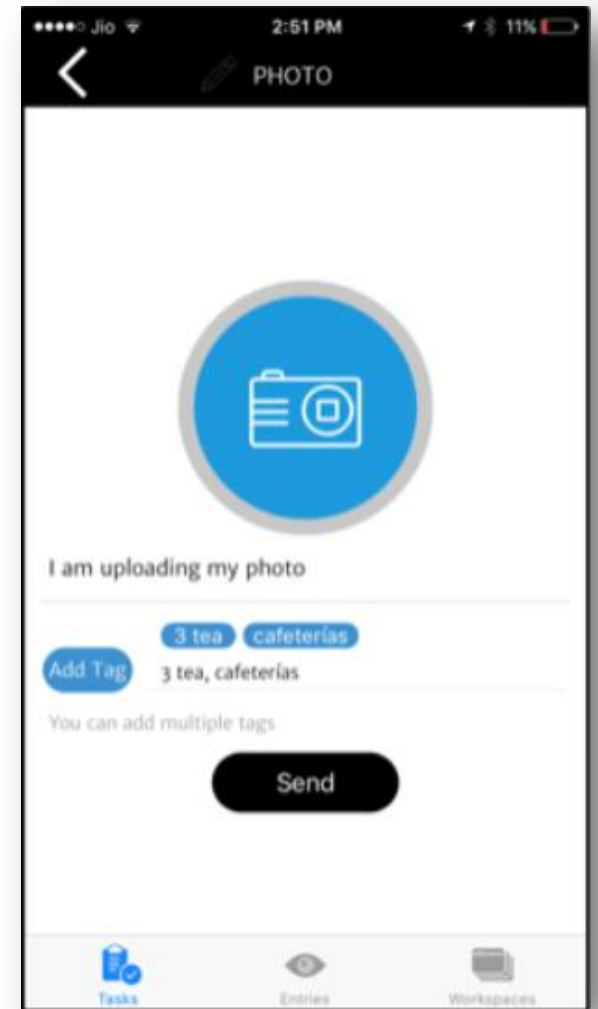 Jio 2:51 PM 11%
PHOTO
I am uploading my photo
3 tea cafeterías
Add Tag 3 tea, cafeterías
You can add multiple tags
Send
Tasks Entries Workspaces